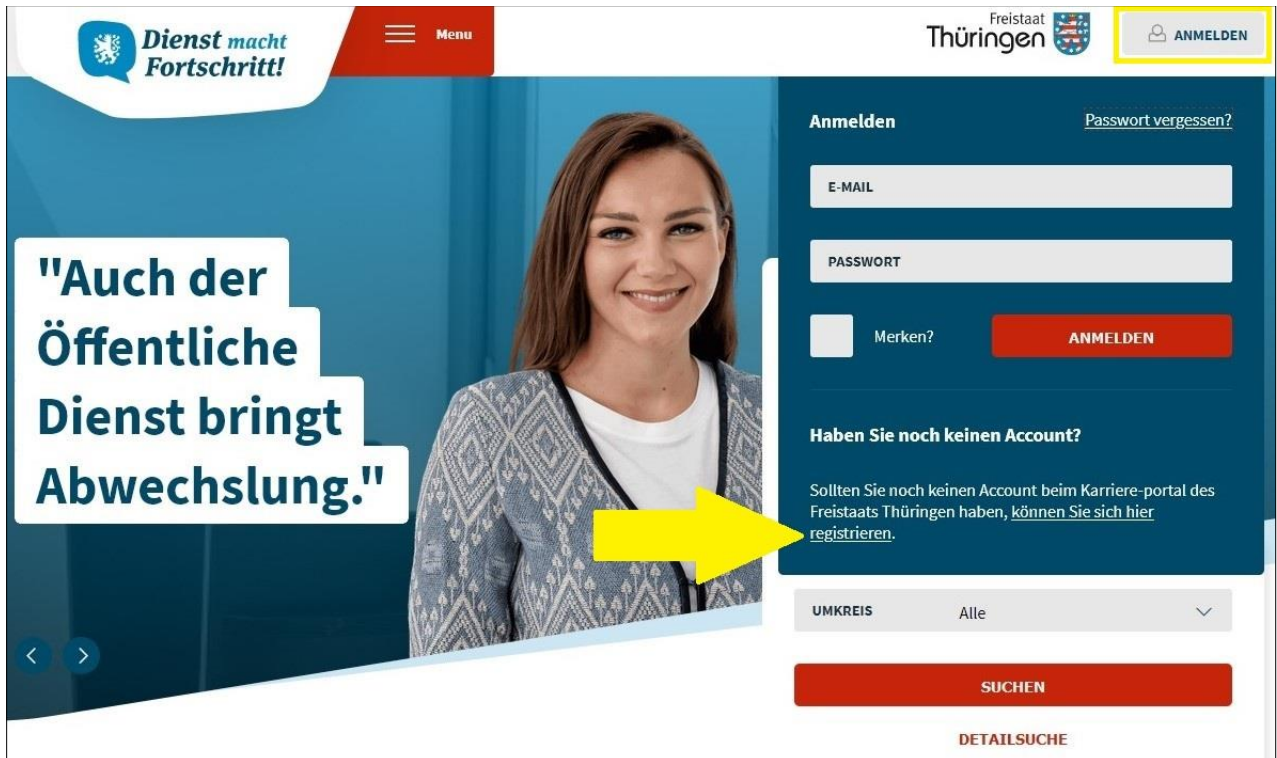 Dienst macht
Fortschritt!
Menu
Freistaat
Thüringen
ANMELDEN
Anmelden
Passwort vergessen?
E-MAIL
PASSWORT
Merken?
ANMELDEN
"Auch der
Öffentliche
Dienst bringt
Abwechslung."
Haben Sie noch keinen Account?
Sollten Sie noch keinen Account beim Karriere-portal des
Freistaats Thüringen haben, können Sie sich hier
registrieren.
UMKREIS Alle
SUCHEN
DETAILSUCHE